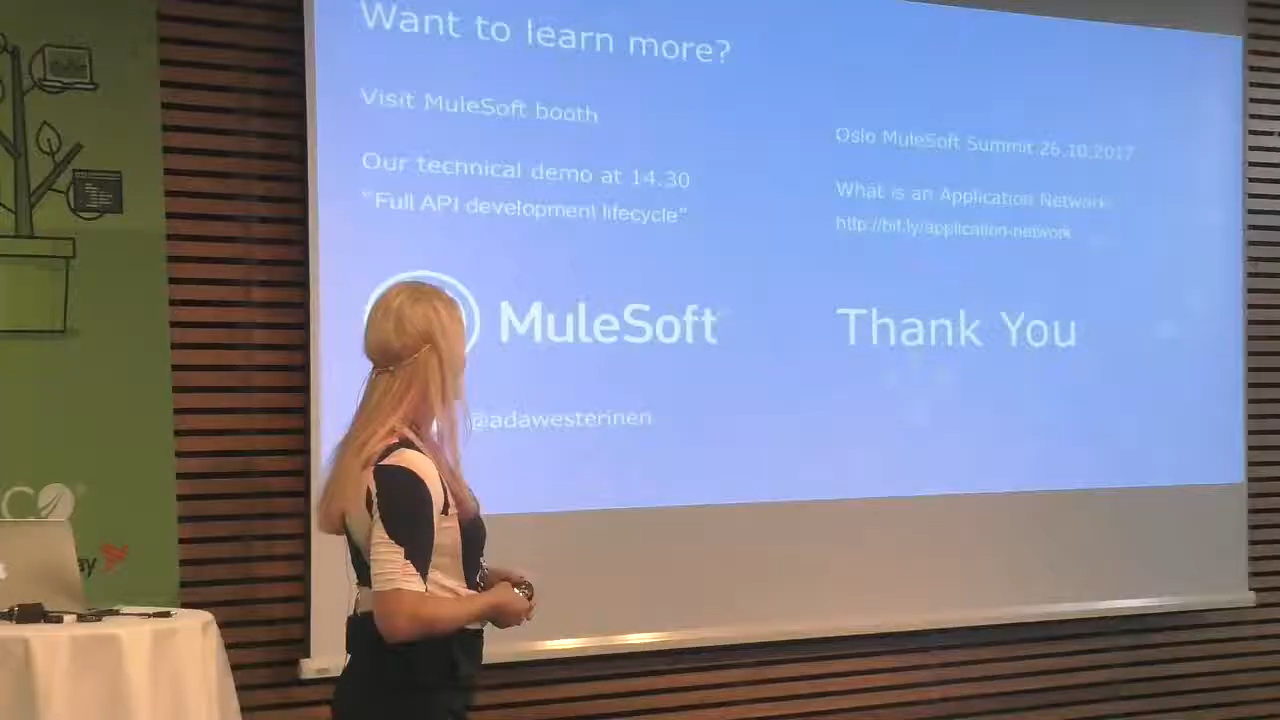 Want to learn more?
Visit MuleSoft booth
Our technical demo at 14.30
“Full API development lifecycle”
MuleSoft
@adawesterinen
Oslo MuleSoft Summit 26.10.2017
What is an Application Network
http://bit.ly/application-network
Thank You